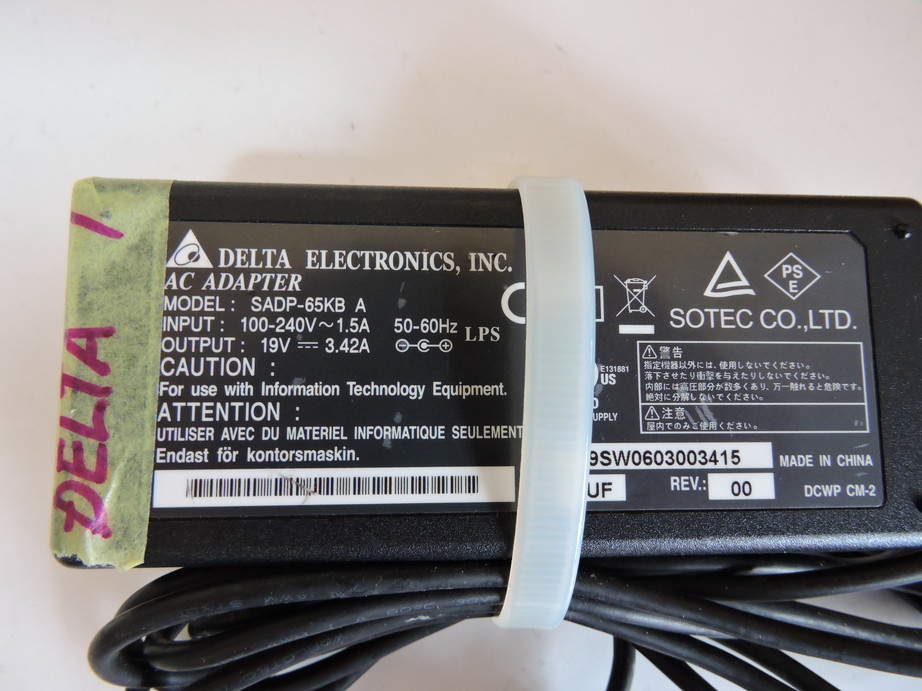 DELTA 1
DELTA ELECTRONICS, INC.
AC ADAPTER
MODEL : SADP-65KB A
INPUT : 100-240V～1.5A 50-60Hz
OUTPUT : 19V ⎓ 3.42A
LPS
CAUTION :
For use with Information Technology Equipment.
ATTENTION :
UTILISER AVEC DU MATERIEL INFORMATIQUE SEULEMENT
Endast för kontorsmaskin.
PS
E
SOTEC CO.,LTD.
E131881
US
SUPPLY
警告
指定機器以外には、使用しないでください。
落下させたり衝撃を与えたりしないでください。
内部には高圧部分が数多くあり、万一触れると危険です。
絶対に分解しないでください。
注意
屋内でのみご使用ください。
9SW0603003415
MADE IN CHINA
UF
REV.: 00
DCWP CM-2